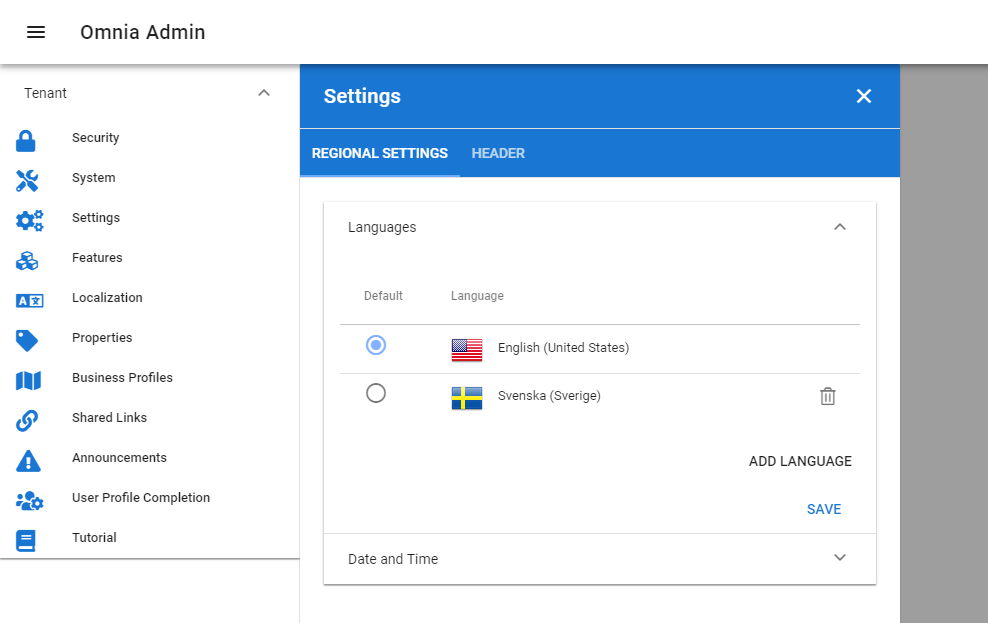 Omnia Admin
Tenant
Security
System
Settings
Features
Localization
Properties
Business Profiles
Shared Links
Announcements
User Profile Completion
Tutorial
Settings
REGIONAL SETTINGS HEADER
Languages
Default Language
English (United States)
Svenska (Sverige)
ADD LANGUAGE
SAVE
Date and Time